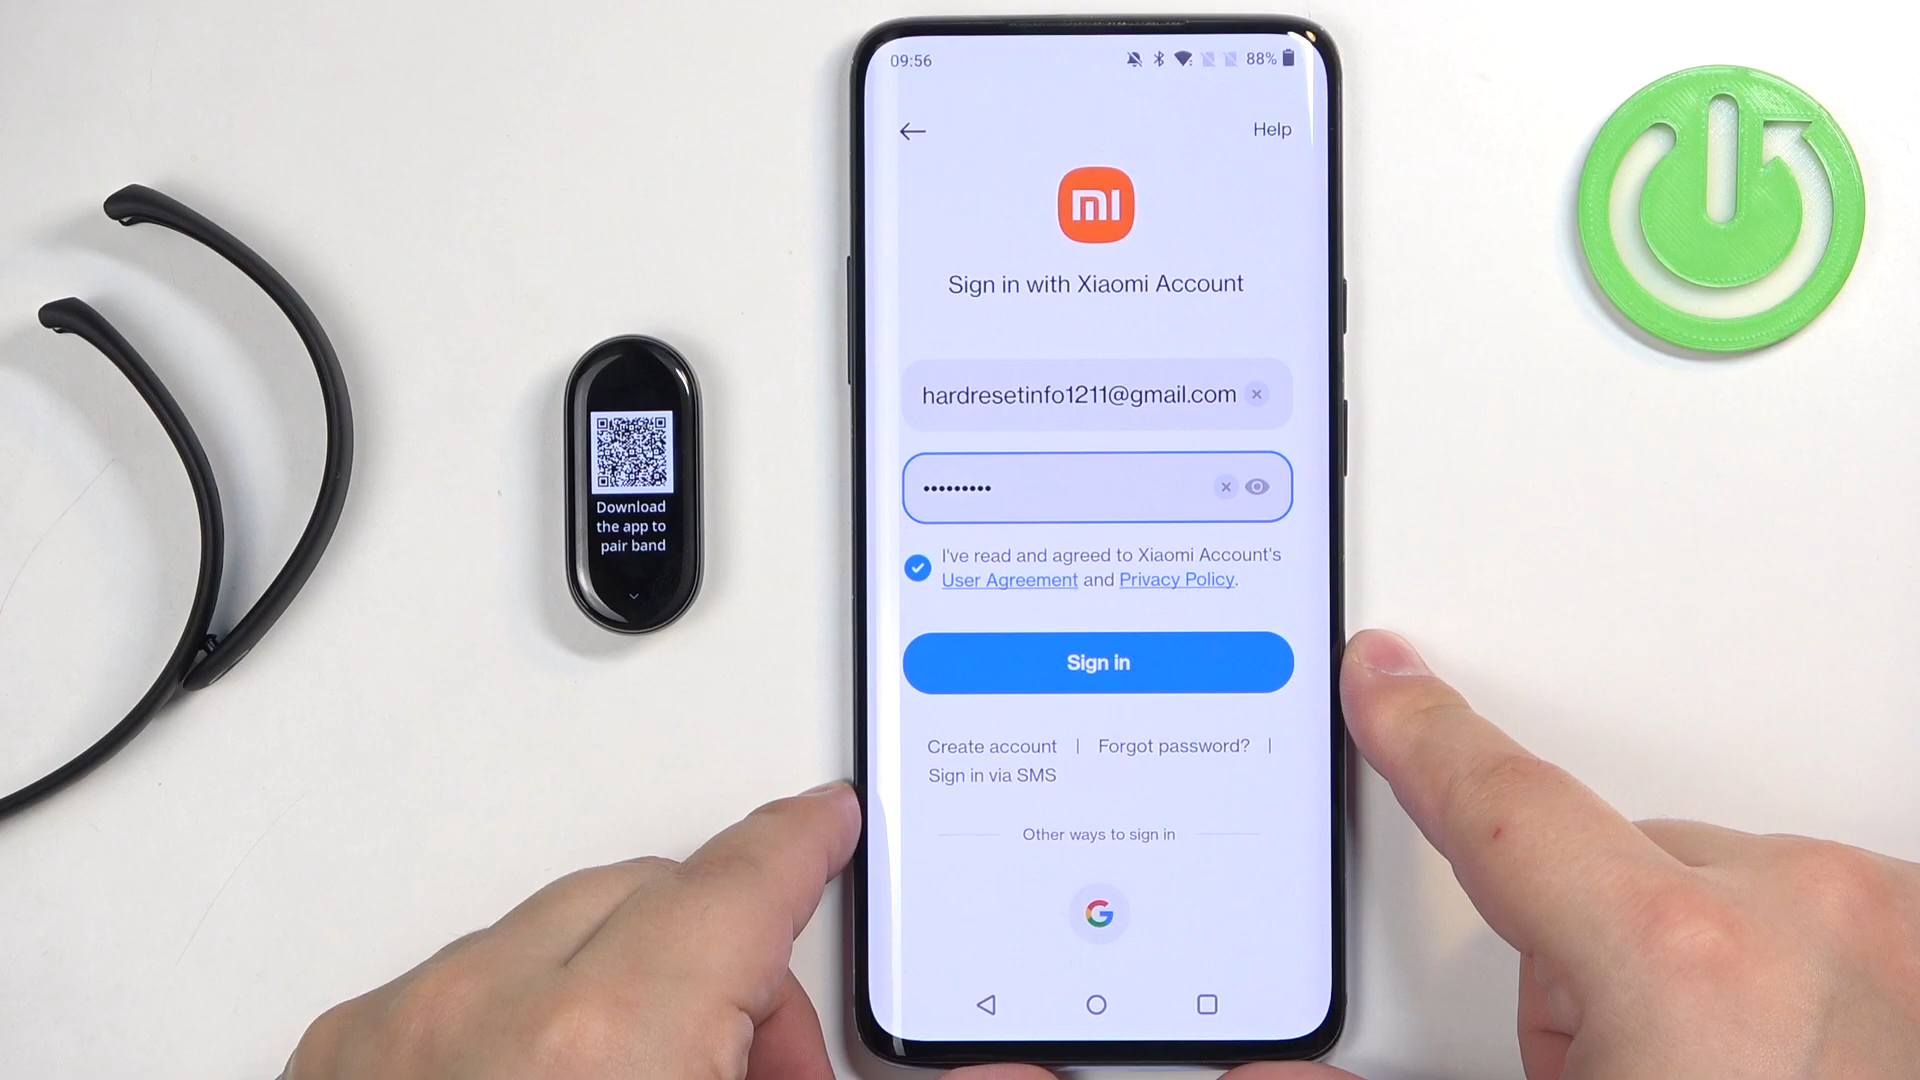 Download
the app to
pair band
09:56
88%
Help
mi
Sign in with Xiaomi Account
hardresetinfo1211@gmail.com
•••••••••
I've read and agreed to Xiaomi Account's
User Agreement and Privacy Policy.
Sign in
Create account | Forgot password? |
Sign in via SMS
Other ways to sign in
G